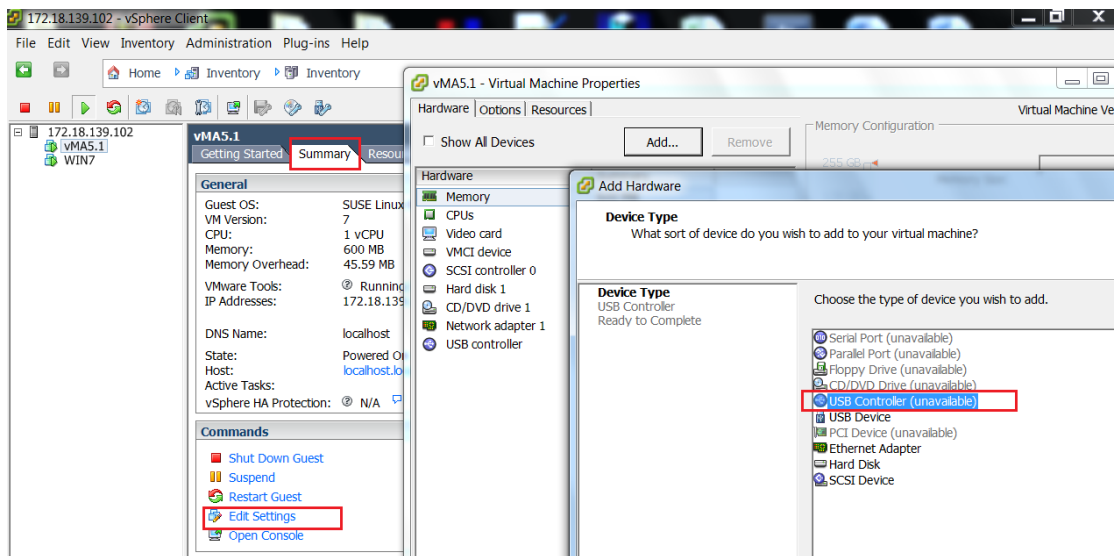 172.18.139.102 - vSphere Client
File Edit View Inventory Administration Plug-ins Help
Home Inventory Inventory
172.18.139.102
vMA5.1
WIN7
vMA5.1
Getting Started Summary Resour
General
Guest OS: SUSE Linux
VM Version: 7
CPU: 1 vCPU
Memory: 600 MB
Memory Overhead: 45.59 MB
VMware Tools: Running
IP Addresses: 172.18.139
DNS Name: localhost
State: Powered On
Host: localhost.lo
Active Tasks:
vSphere HA Protection: N/A
Commands
Shut Down Guest
Suspend
Restart Guest
Edit Settings
Open Console
vMA5.1 - Virtual Machine Properties
Hardware Options Resources
Virtual Machine Ve
Show All Devices
Add...
Remove
Memory Configuration
255 GB
Hardware
Memory
CPUs
Video card
VMCI device
SCSI controller 0
Hard disk 1
CD/DVD drive 1
Network adapter 1
USB controller
Add Hardware
Device Type
What sort of device do you wish to add to your virtual machine?
Device Type
USB Controller
Ready to Complete
Choose the type of device you wish to add.
Serial Port (unavailable)
Parallel Port (unavailable)
Floppy Drive (unavailable)
CD/DVD Drive (unavailable)
USB Controller (unavailable)
USB Device
PCI Device (unavailable)
Ethernet Adapter
Hard Disk
SCSI Device